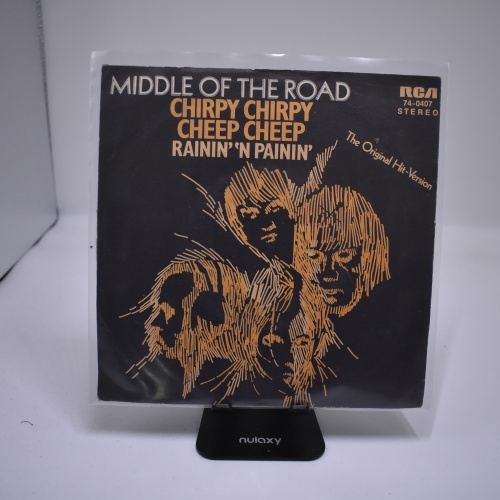 MIDDLE OF THE ROAD
RCA
74-0407
STEREO
CHIRPY CHIRPY
CHEEP CHEEP
RAININ' 'N PAININ'
The Original Hit-Version
nulaxy